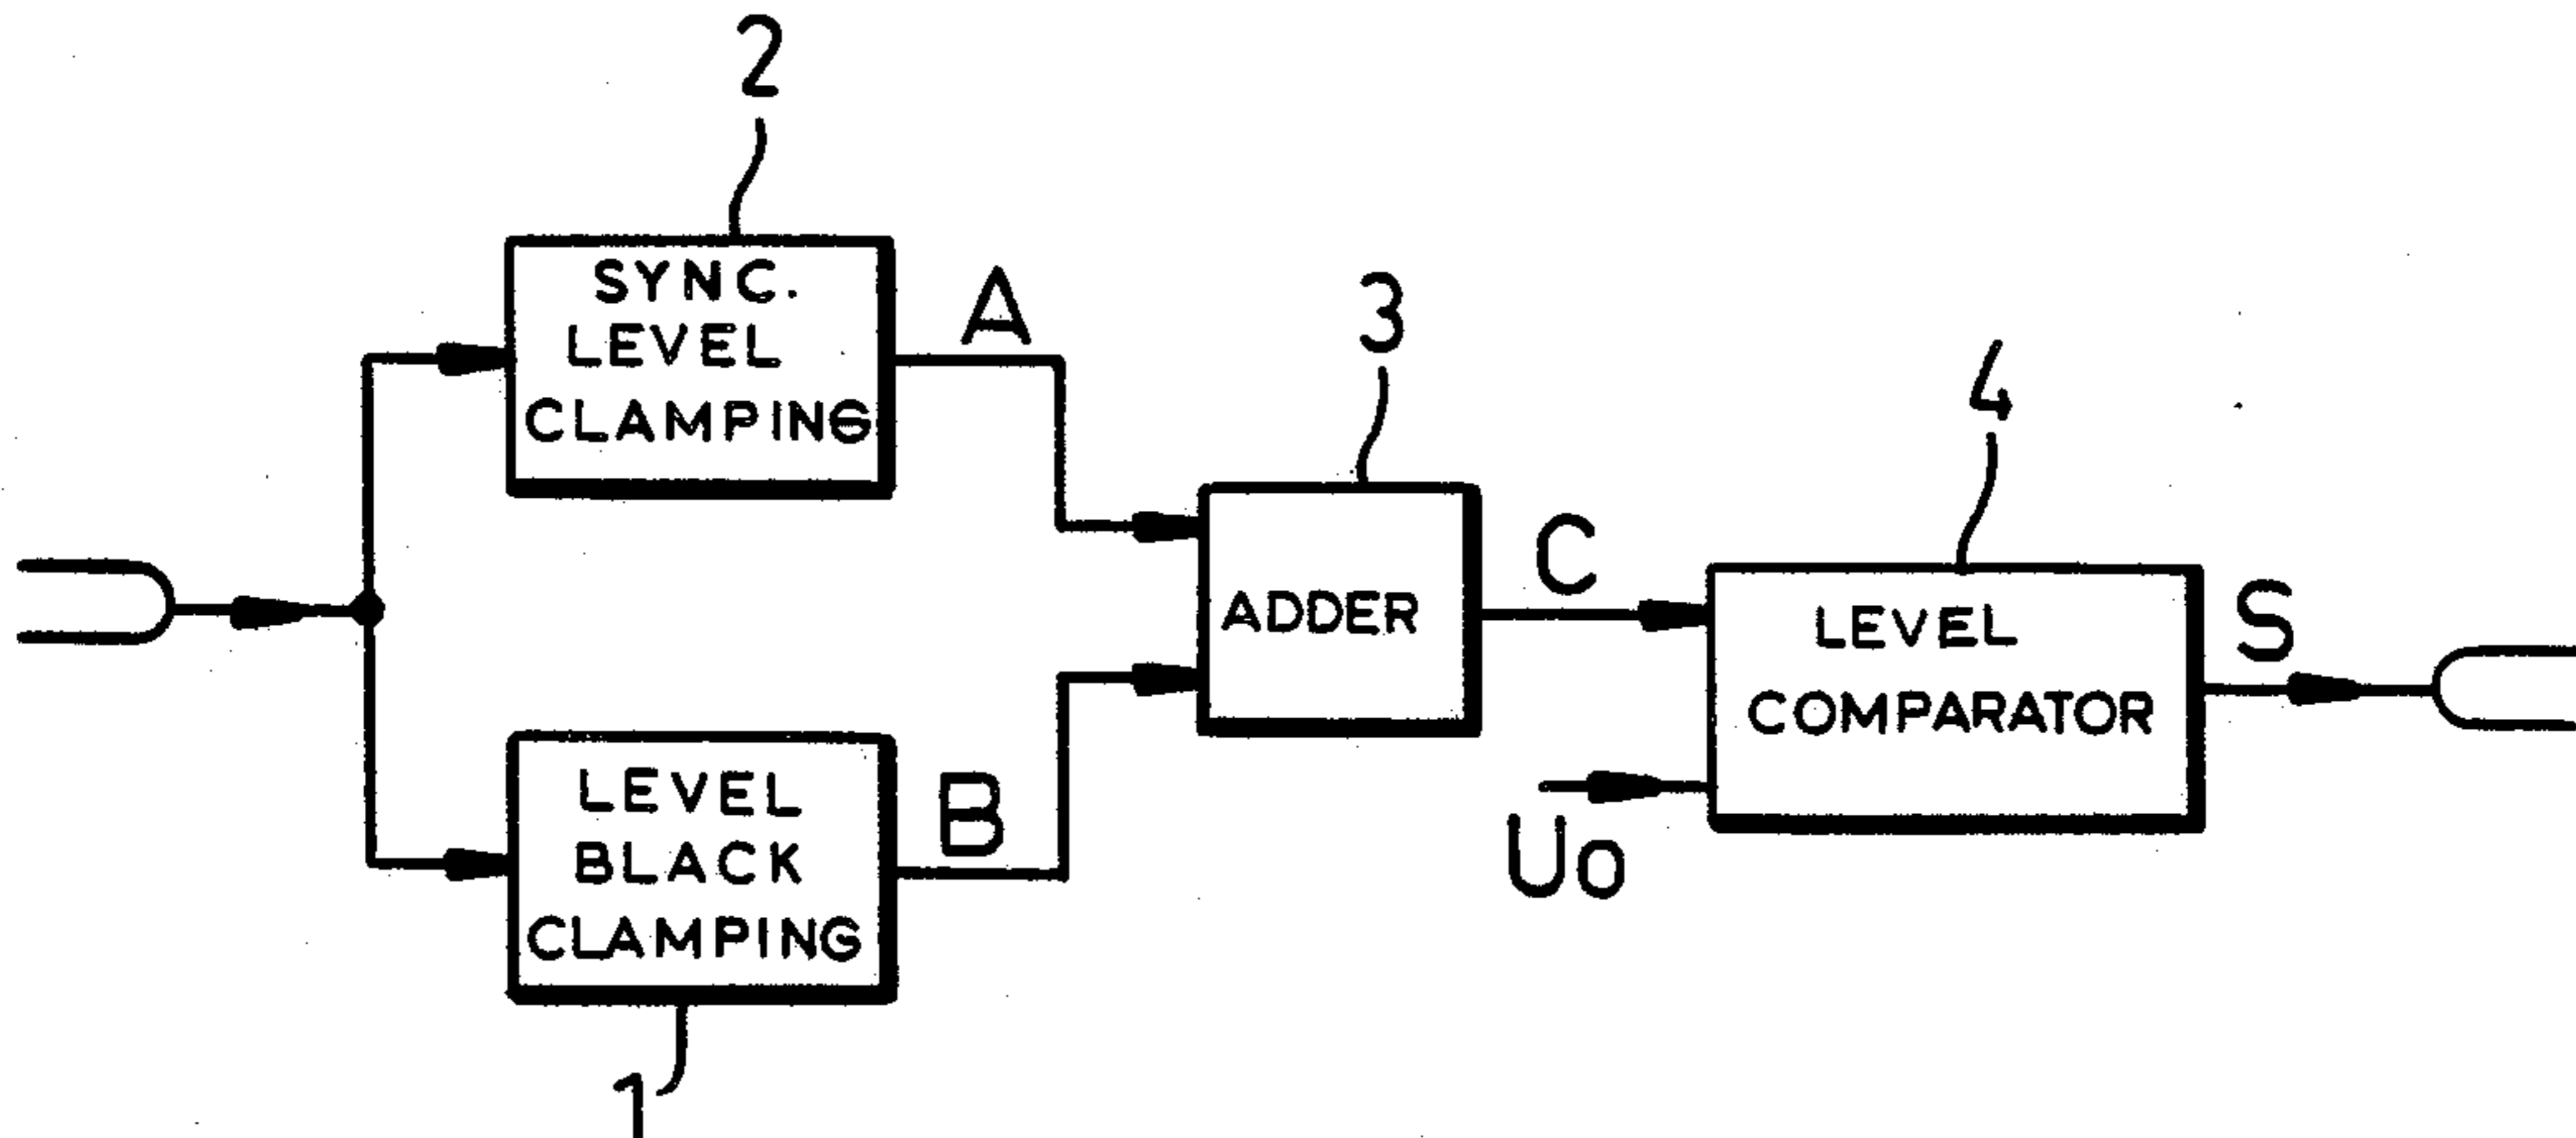 2
SYNC.
LEVEL
CLAMPING
A
3
ADDER
C
4
LEVEL
COMPARATOR
S
Uo
LEVEL
BLACK
CLAMPING
B
1